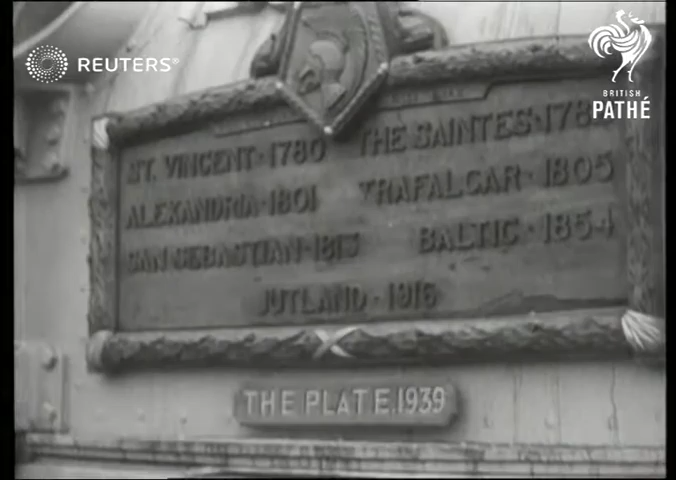 REUTERS®
BRITISH
PATHÉ
ST. VINCENT · 1780 THE SAINTES · 178
ALEXANDRIA · 1801 TRAFALGAR · 1805
SAN SEBASTIAN · 1813 BALTIC · 1854
JUTLAND · 1916
THE PLATE. 1939